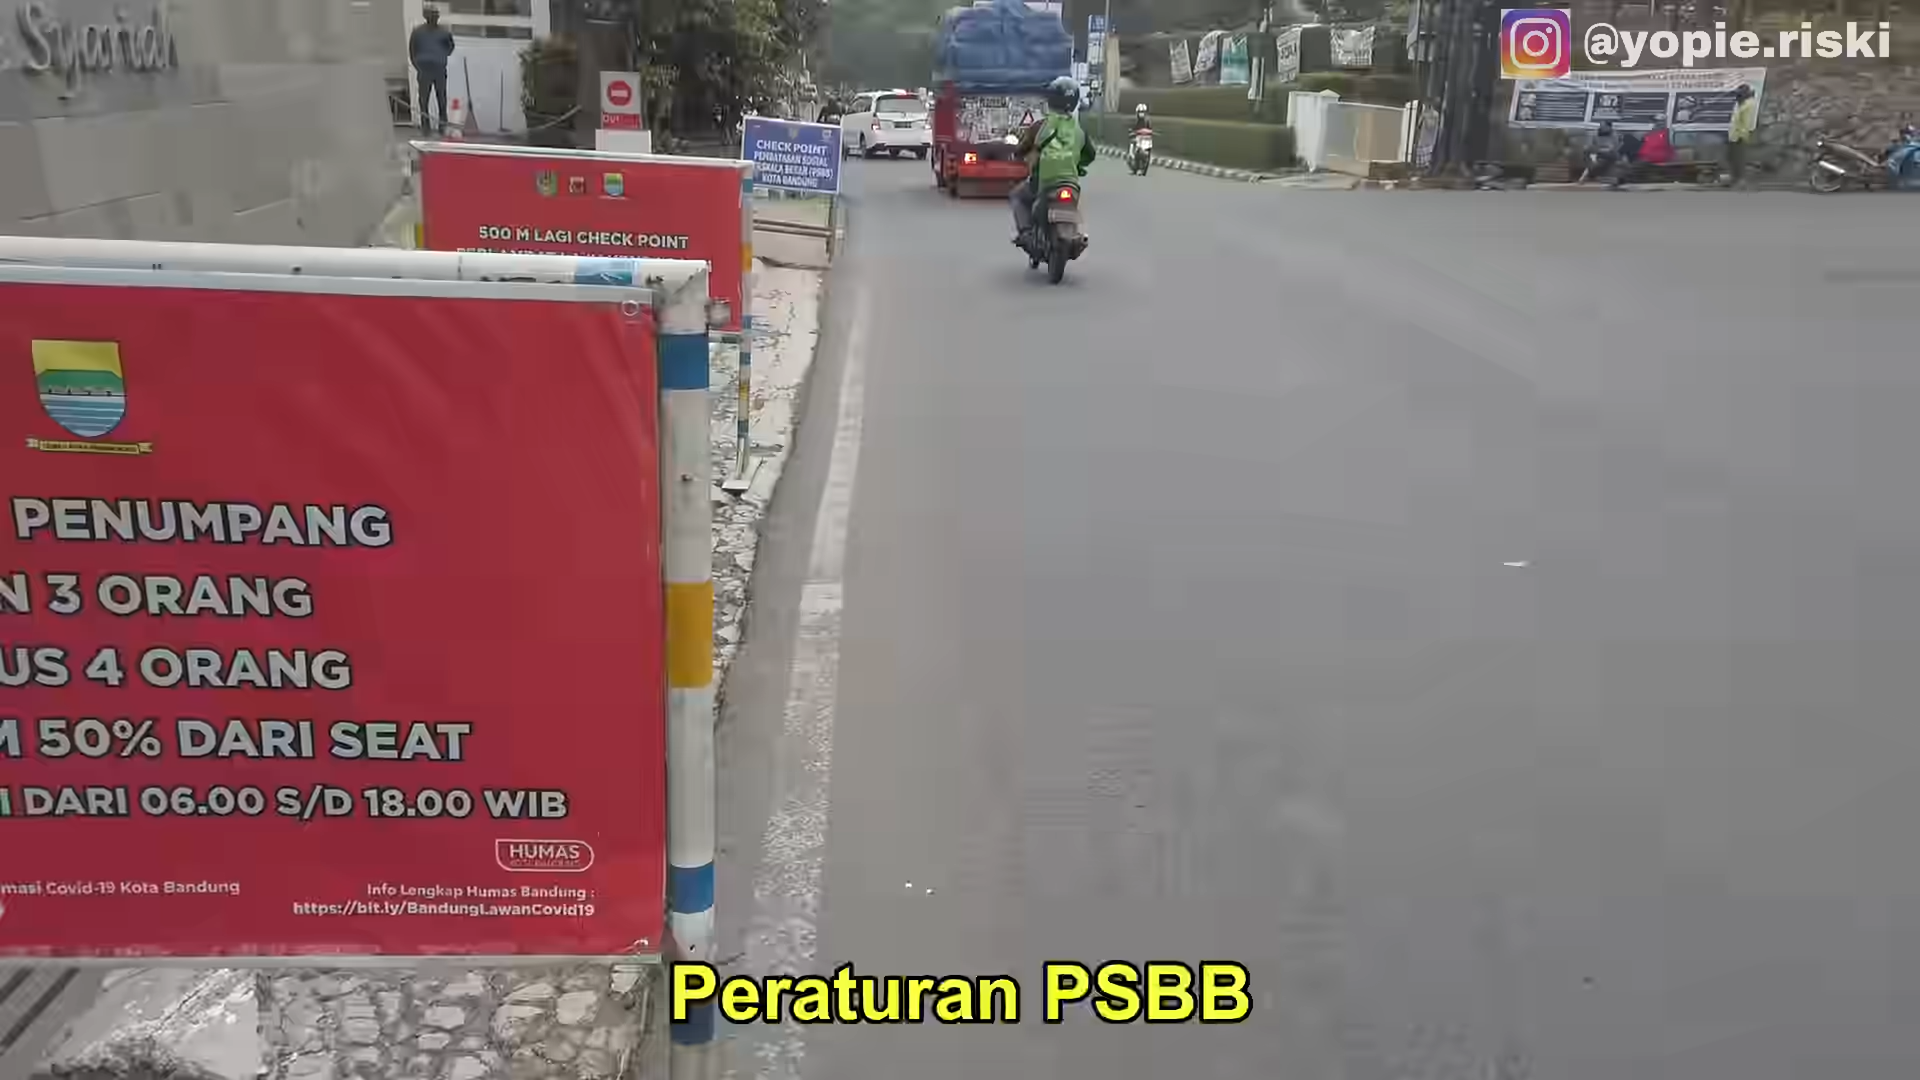 Syariah
@yopie.riski
CHECK POINT
PEMBATASAN SOSIAL
BERSKALA BESAR (PSBB)
KOTA BANDUNG
500 M LAGI CHECK POINT
PENUMPANG
N 3 ORANG
US 4 ORANG
M 50% DARI SEAT
I DARI 06.00 S/D 18.00 WIB
HUMAS
masi Covid-19 Kota Bandung
Info Lengkap Humas Bandung :
https://bit.ly/BandungLawanCovid19
Peraturan PSBB